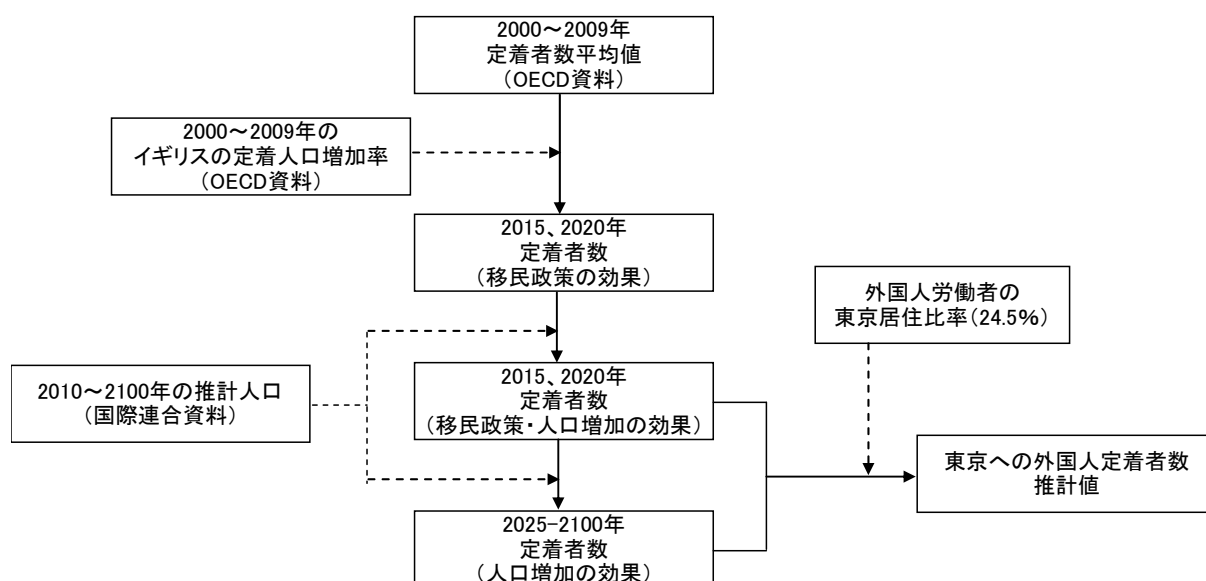 2000～2009年
定着者数平均値
（OECD資料）
2000～2009年の
イギリスの定着人口増加率
（OECD資料）
2015、2020年
定着者数
（移民政策の効果）
外国人労働者の
東京居住比率（24.5%）
2010～2100年の推計人口
（国際連合資料）
2015、2020年
定着者数
（移民政策・人口増加の効果）
東京への外国人定着者数
推計値
2025-2100年
定着者数
（人口増加の効果）